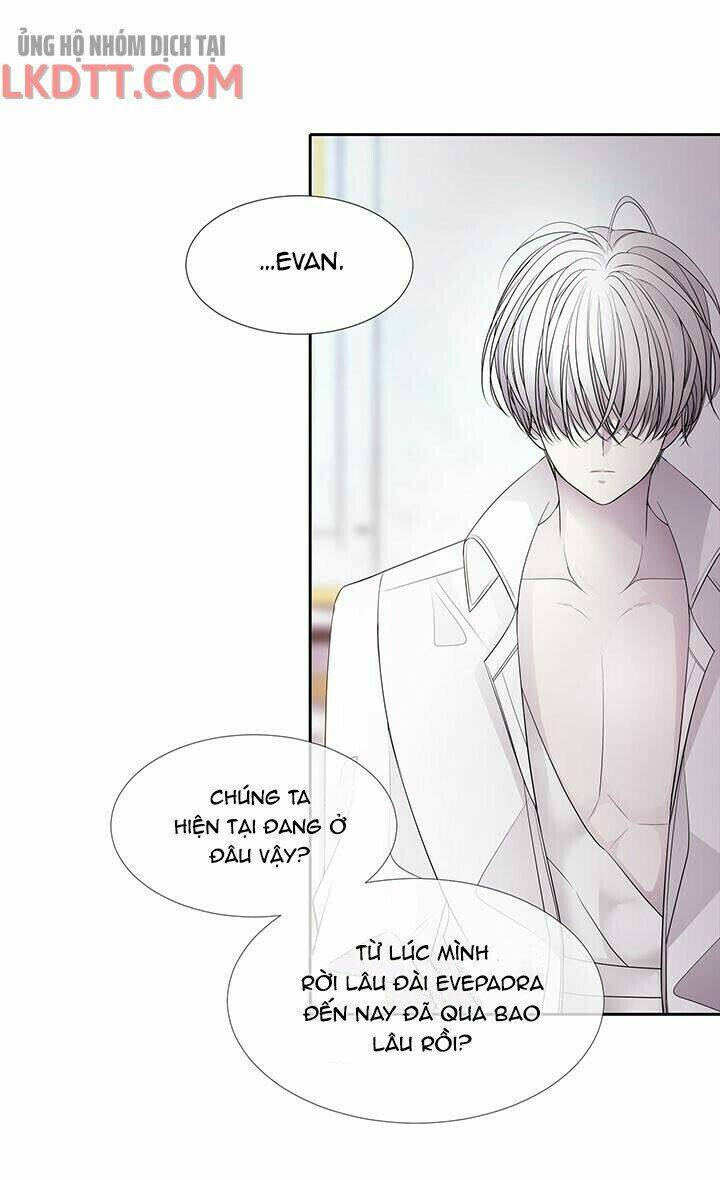 ỦNG HỘ NHÓM DỊCH TẠI
LKDTT.COM
...EVAN.
CHÚNG TA
HIỆN TẠI ĐANG Ở
ĐÂU VẬY?
TỪ LÚC MÌNH
RỜI LÂU ĐÀI EVEPADRA
ĐẾN NAY ĐÃ QUA BAO
LÂU RỒI?